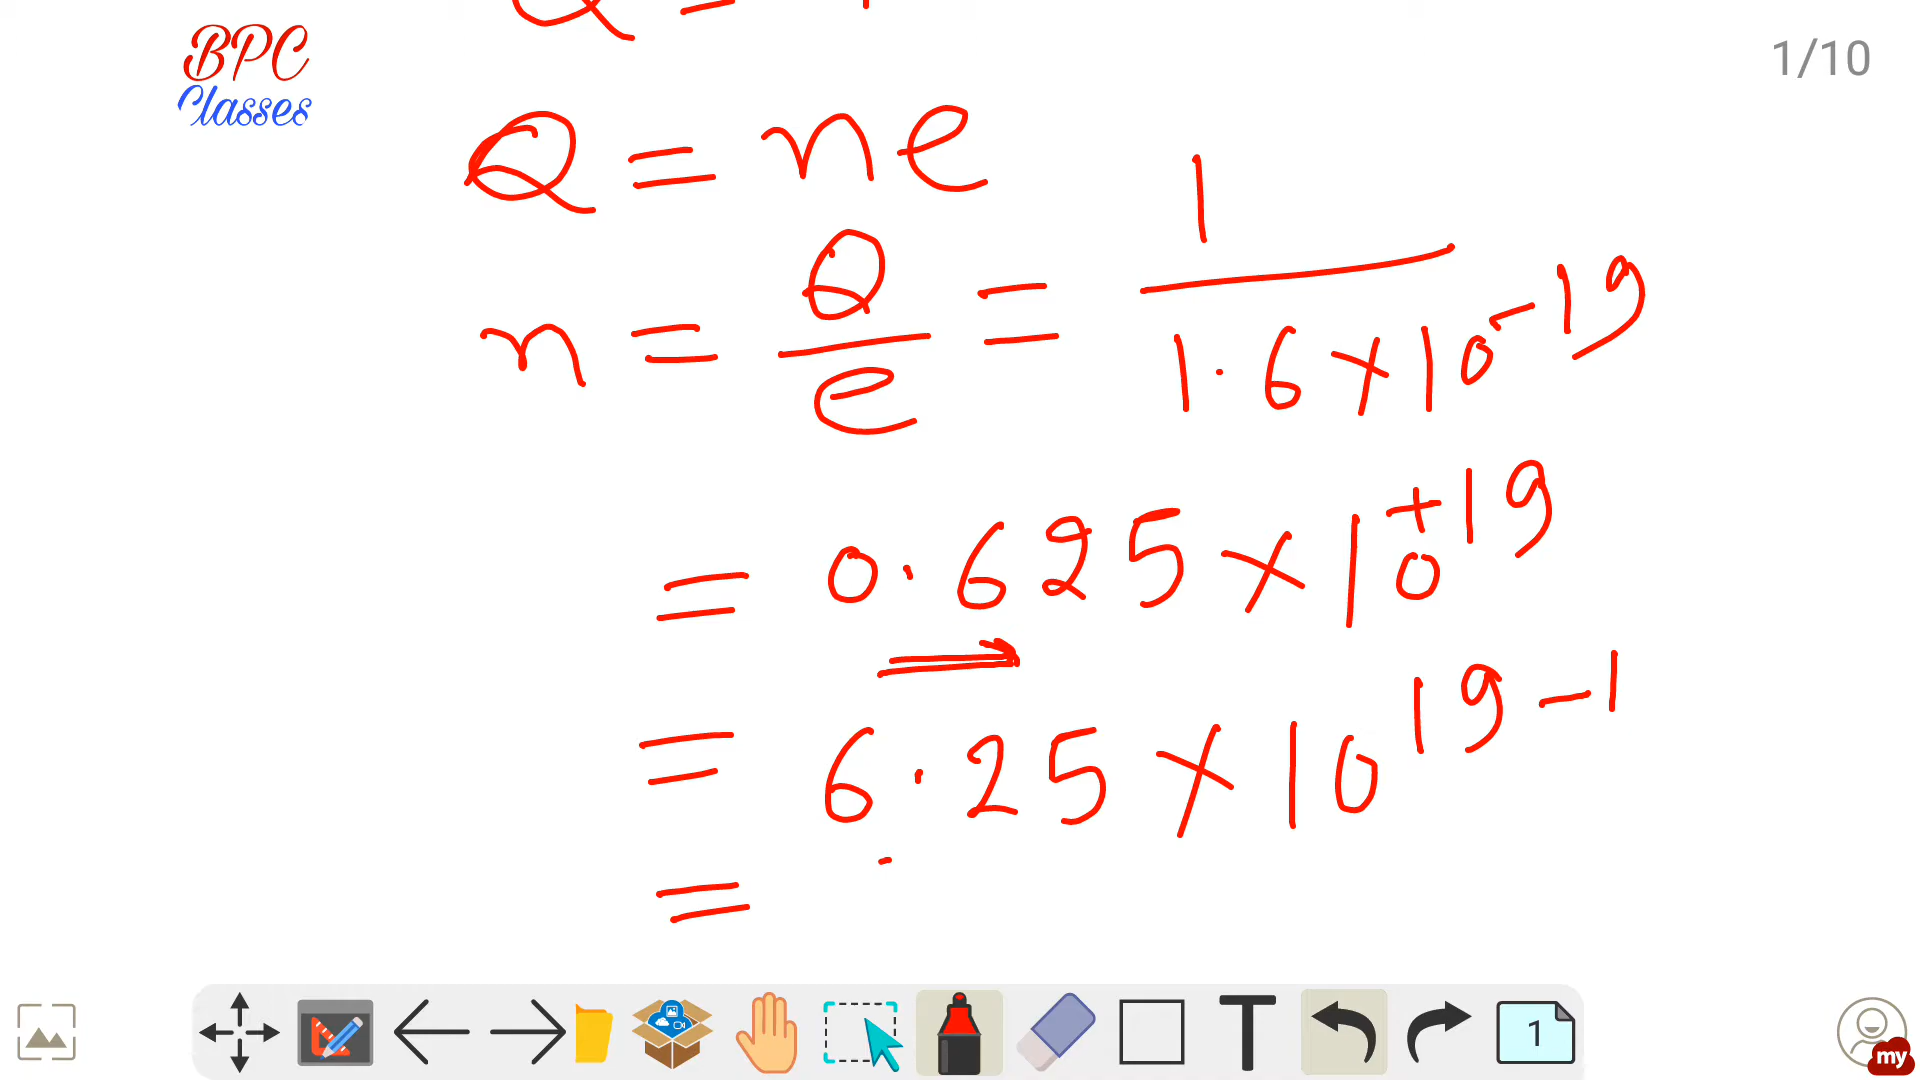 BPC
Classes
1/10
Q = ne
n = Q/e = 1/1.6×10⁻¹⁹
= 0.625×10⁺¹⁹
= 6.25×10¹⁹⁻¹
=
T
1
my